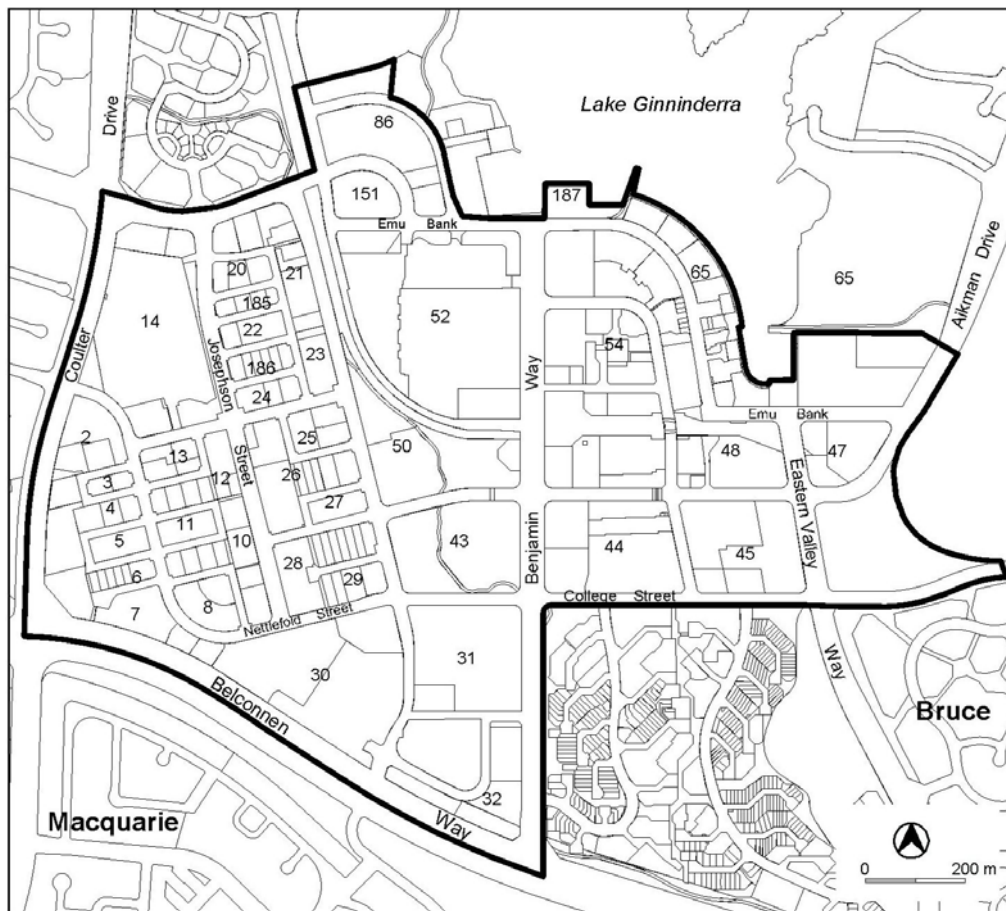 Lake Ginninderra
Drive
86
151
187
Emu Bank
Aikman Drive
20
21
65
65
185
14
52
22
54
Coulter
Josephson
23
186
Way
24
Emu Bank
2
25
50
48
47
13
Street
3
12
26
4
27
Eastern Valley
11
5
10
43
Benjamin
44
45
28
6
29
8
College Street
7
Nettlefold Street
30
31
Way
Belconnen
Bruce
32
Macquarie
Way
0 200 m